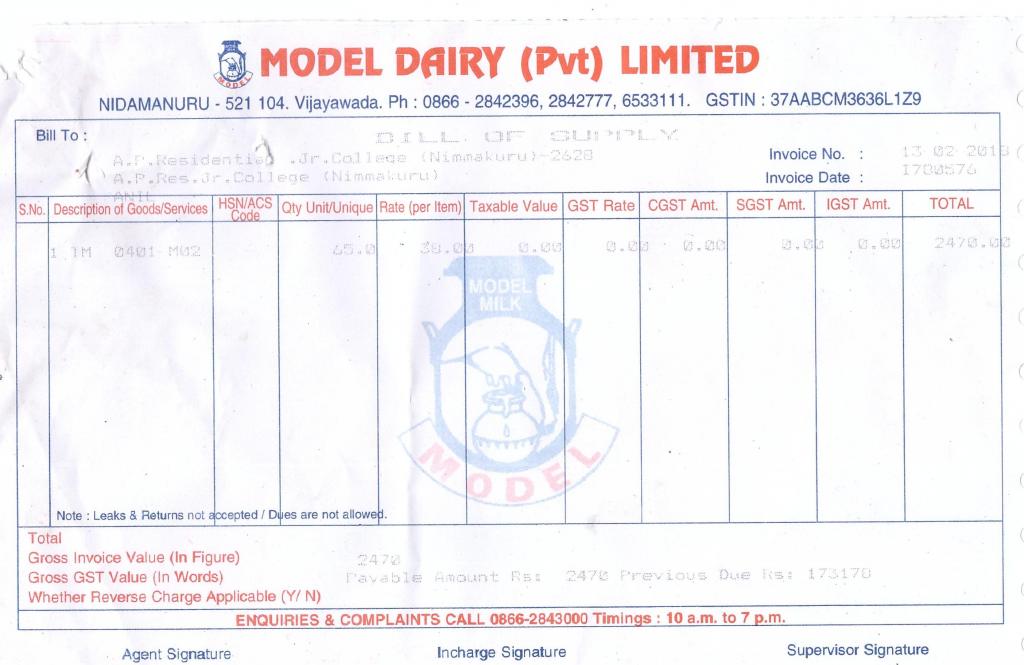 MODEL DAIRY (Pvt) LIMITED
MODEL
NIDAMANURU - 521 104. Vijayawada. Ph : 0866 - 2842396, 2842777, 6533111. GSTIN : 37AABCM3636L1Z9
Bill To :
BILL OF SUPPLY
A.P.Residential .Jr.College (Nimmakuru)-2628
A.P.Res.Jr.College (Nimmakuru)
ANIL
Invoice No. : 13-02-2018
Invoice Date : 1780576
S.No. Description of Goods/Services HSN/ACS Code Qty Unit/Unique Rate (per Item) Taxable Value GST Rate CGST Amt. SGST Amt. IGST Amt. TOTAL
1 TM 0401-M02 65.0 38.00 0.00 0.00 0.00 0.00 0.00 2470.00
MODEL
MILK
MODEL
Note : Leaks & Returns not accepted / Dues are not allowed.
Total
Gross Invoice Value (In Figure) 2470
Gross GST Value (In Words) Payable Amount Rs: 2470 Previous Due Rs: 173178
Whether Reverse Charge Applicable (Y/ N)
ENQUIRIES & COMPLAINTS CALL 0866-2843000 Timings : 10 a.m. to 7 p.m.
Agent Signature Incharge Signature Supervisor Signature